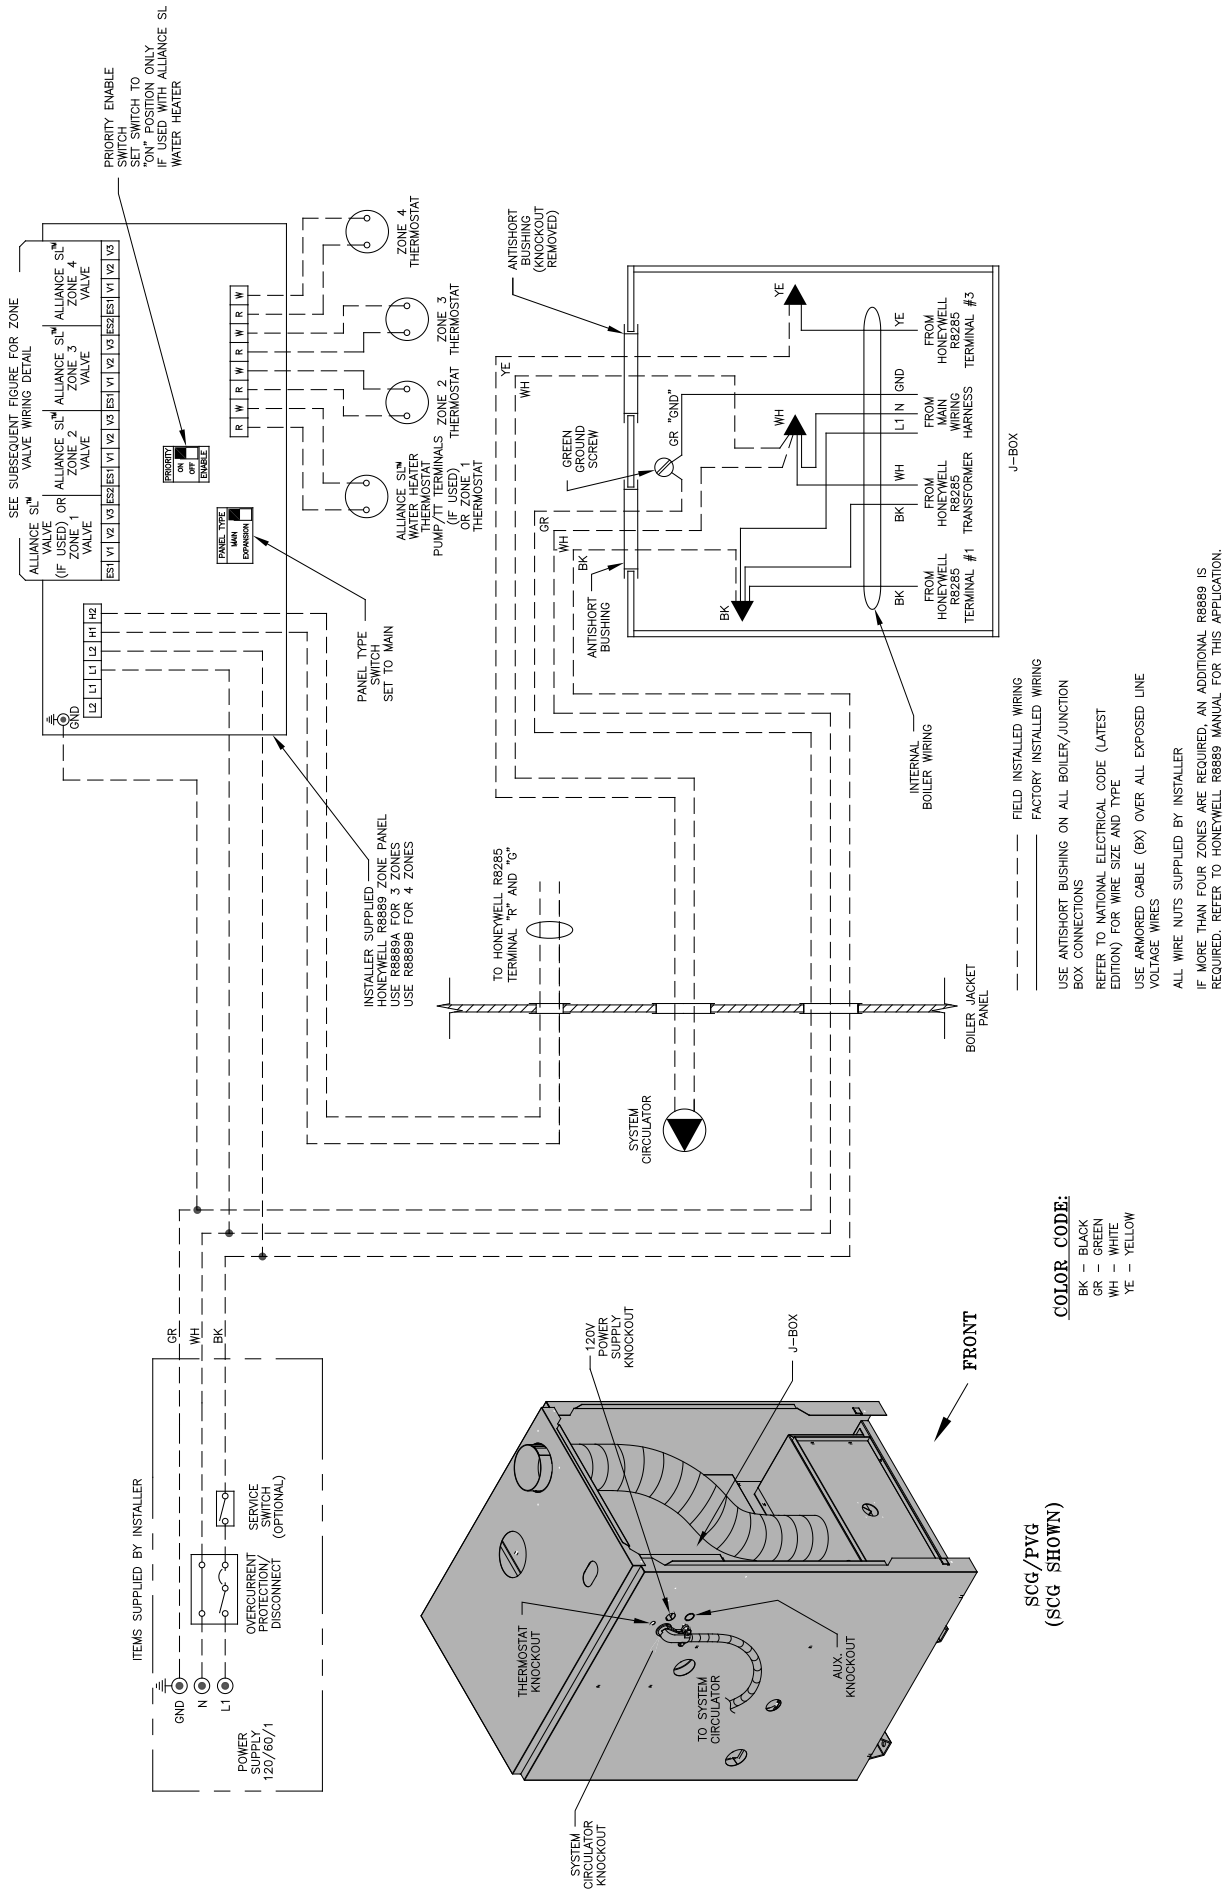 SEE SUBSEQUENT FIGURE FOR ZONE
VALVE WIRING DETAIL
ALLIANCE SL™
VALVE
(IF USED) OR
ZONE 1
VALVE
ALLIANCE SL™
ZONE 2
VALVE
ALLIANCE SL™
ZONE 3
VALVE
ALLIANCE SL™
ZONE 4
VALVE
ES1 V1 V2 V3 ES2 ES1 V1 V2 V3 ES1 V1 V2 V3 ES2 ES1 V1 V2 V3
PRIORITY ENABLE
SWITCH
SET SWITCH TO
"ON" POSITION ONLY
IF USED WITH ALLIANCE SL
WATER HEATER
PRIORITY
ON
OFF
ENABLE
PANEL TYPE
MAIN
EXPANSION
GND
L2 L1 L1 L2 H1 H2
R W R W R W R W
ALLIANCE SL™
WATER HEATER
THERMOSTAT
PUMP/TT TERMINALS
(IF USED)
OR ZONE 1
THERMOSTAT
ZONE 2
THERMOSTAT
ZONE 3
THERMOSTAT
ZONE 4
THERMOSTAT
PANEL TYPE
SWITCH
SET TO MAIN
INSTALLER SUPPLIED
HONEYWELL R8889 ZONE PANEL
USE R8889A FOR 3 ZONES
USE R8889B FOR 4 ZONES
ITEMS SUPPLIED BY INSTALLER
GND
N
L1
POWER
SUPPLY
120/60/1
OVERCURRENT
PROTECTION/
DISCONNECT
SERVICE
SWITCH
(OPTIONAL)
GR
WH
BK
TO HONEYWELL R8285
TERMINAL "R" AND "G"
SYSTEM
CIRCULATOR
BOILER JACKET
PANEL
YE
WH
GR
WH
BK
ANTISHORT
BUSHING
GREEN
GROUND
SCREW
ANTISHORT
BUSHING
(KNOCKOUT
REMOVED)
GR "GND"
BK
WH
YE
BK
BK
WH
L1
N
GND
YE
FROM
HONEYWELL
R8285
TERMINAL #1
FROM
HONEYWELL
R8285
TRANSFORMER
FROM
MAIN
WIRING
HARNESS
FROM
HONEYWELL
R8285
TERMINAL #3
INTERNAL
BOILER WIRING
J-BOX
SYSTEM
CIRCULATOR
KNOCKOUT
THERMOSTAT
KNOCKOUT
120V
POWER
SUPPLY
KNOCKOUT
J-BOX
TO SYSTEM
CIRCULATOR
AUX.
KNOCKOUT
FRONT
SCG/PVG
(SCG SHOWN)
COLOR CODE:
BK - BLACK
GR - GREEN
WH - WHITE
YE - YELLOW
FIELD INSTALLED WIRING
FACTORY INSTALLED WIRING
USE ANTISHORT BUSHING ON ALL BOILER/JUNCTION
BOX CONNECTIONS
REFER TO NATIONAL ELECTRICAL CODE (LATEST
EDITION) FOR WIRE SIZE AND TYPE
USE ARMORED CABLE (BX) OVER ALL EXPOSED LINE
VOLTAGE WIRES
ALL WIRE NUTS SUPPLIED BY INSTALLER
IF MORE THAN FOUR ZONES ARE REQUIRED, AN ADDITIONAL R8889 IS
REQUIRED. REFER TO HONEYWELL R8889 MANUAL FOR THIS APPLICATION.